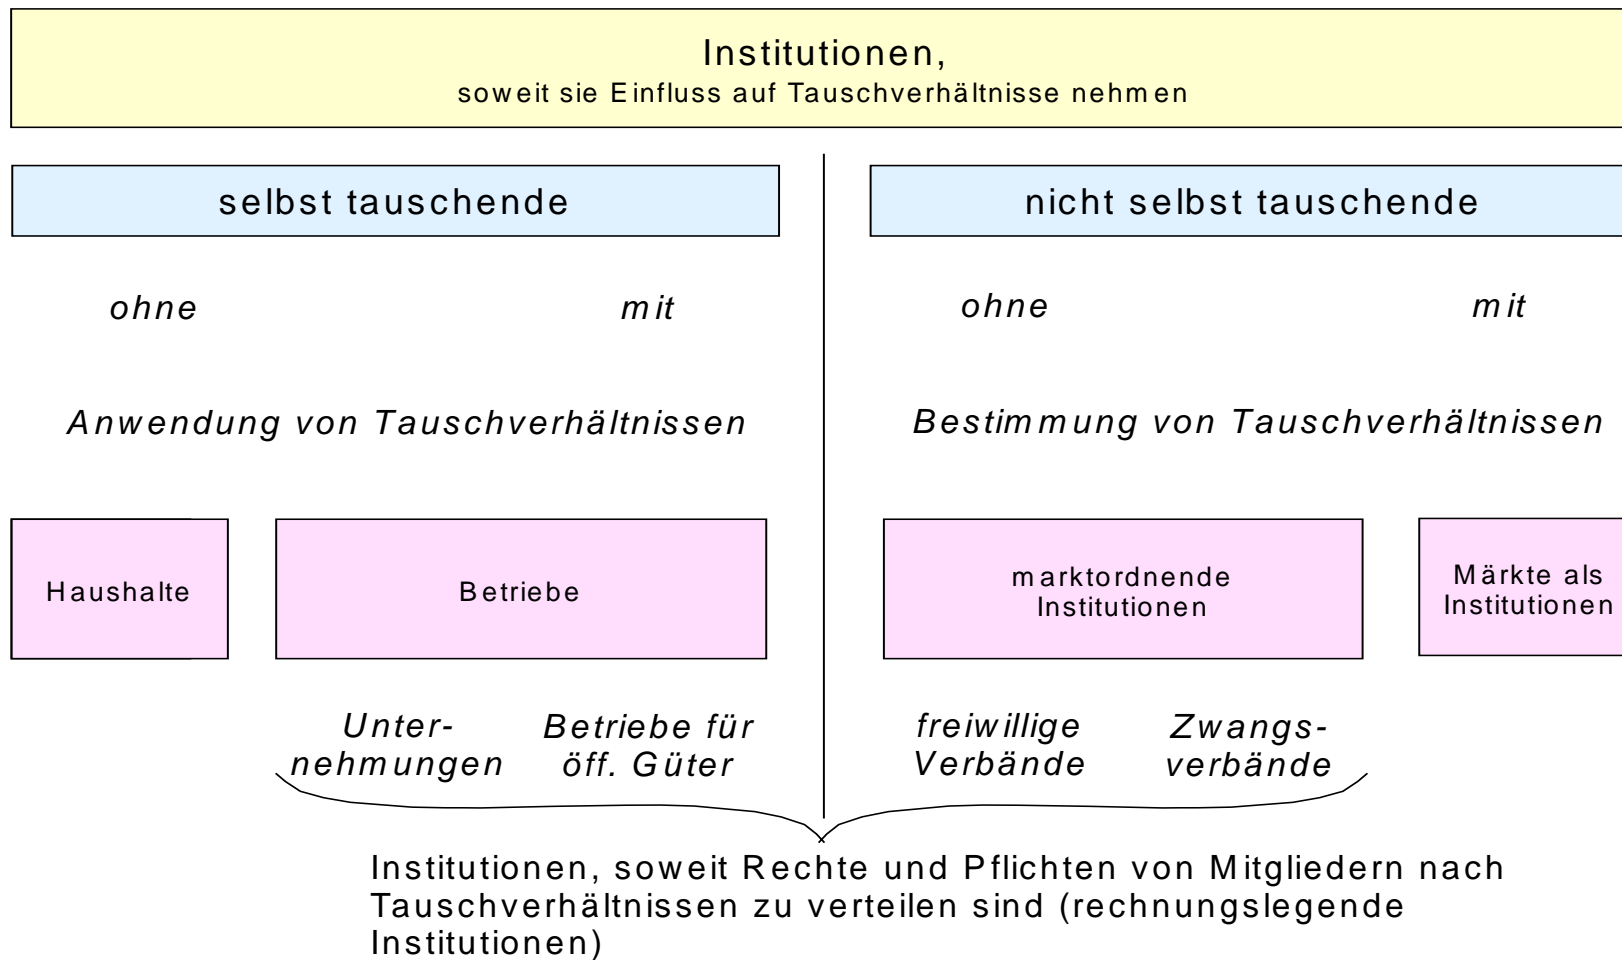 Institutionen,
soweit sie Einfluss auf Tauschverhältnisse nehmen
selbst tauschende
nicht selbst tauschende
ohne
mit
ohne
mit
Anwendung von Tauschverhältnissen
Bestimmung von Tauschverhältnissen
Haushalte
Betriebe
marktordnende
Institutionen
Märkte als
Institutionen
Unter-
nehmungen
Betriebe für
öff. Güter
freiwillige
Verbände
Zwangs-
verbände
Institutionen, soweit Rechte und Pflichten von Mitgliedern nach
Tauschverhältnissen zu verteilen sind (rechnungslegende
Institutionen)